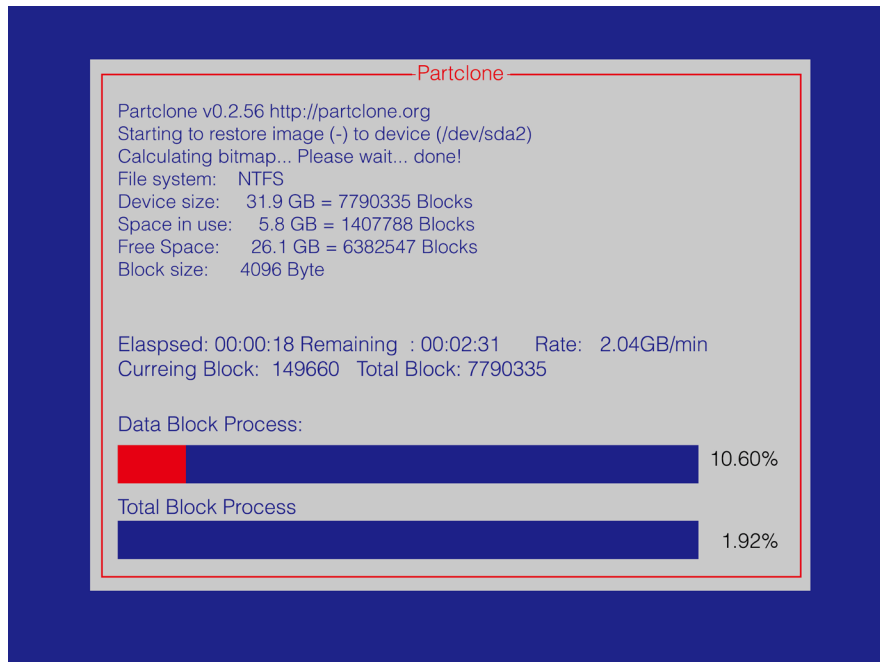 Partclone
Partclone v0.2.56 http://partclone.org
Starting to restore image (-) to device (/dev/sda2)
Calculating bitmap... Please wait... done!
File system: NTFS
Device size: 31.9 GB = 7790335 Blocks
Space in use: 5.8 GB = 1407788 Blocks
Free Space: 26.1 GB = 6382547 Blocks
Block size: 4096 Byte
Elaspsed: 00:00:18 Remaining : 00:02:31 Rate: 2.04GB/min
Curreing Block: 149660 Total Block: 7790335
Data Block Process:
10.60%
Total Block Process
1.92%